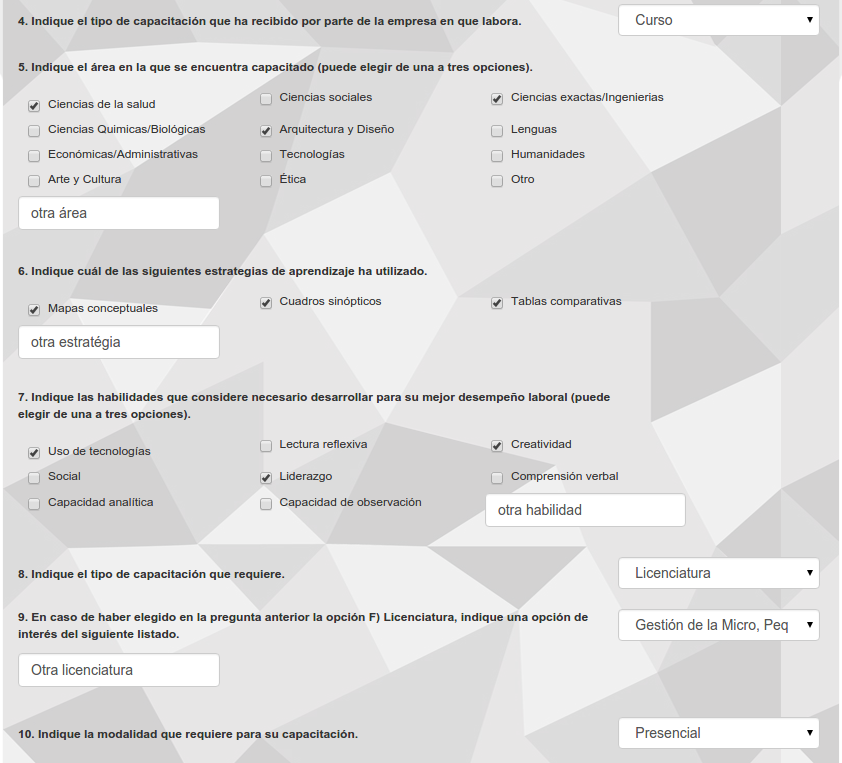 4. Indique el tipo de capacitación que ha recibido por parte de la empresa en que labora.
Curso
5. Indique el área en la que se encuentra capacitado (puede elegir de una a tres opciones).
Ciencias de la salud
Ciencias sociales
Ciencias exactas/Ingenierias
Ciencias Quimicas/Biológicas
Arquitectura y Diseño
Lenguas
Económicas/Administrativas
Tecnologías
Humanidades
Arte y Cultura
Ética
Otro
otra área
6. Indique cuál de las siguientes estrategias de aprendizaje ha utilizado.
Mapas conceptuales
Cuadros sinópticos
Tablas comparativas
otra estratégia
7. Indique las habilidades que considere necesario desarrollar para su mejor desempeño laboral (puede
elegir de una a tres opciones).
Uso de tecnologías
Lectura reflexiva
Creatividad
Social
Liderazgo
Comprensión verbal
Capacidad analítica
Capacidad de observación
otra habilidad
8. Indique el tipo de capacitación que requiere.
Licenciatura
9. En caso de haber elegido en la pregunta anterior la opción F) Licenciatura, indique una opción de
interés del siguiente listado.
Gestión de la Micro, Peq
Otra licenciatura
10. Indique la modalidad que requiere para su capacitación.
Presencial